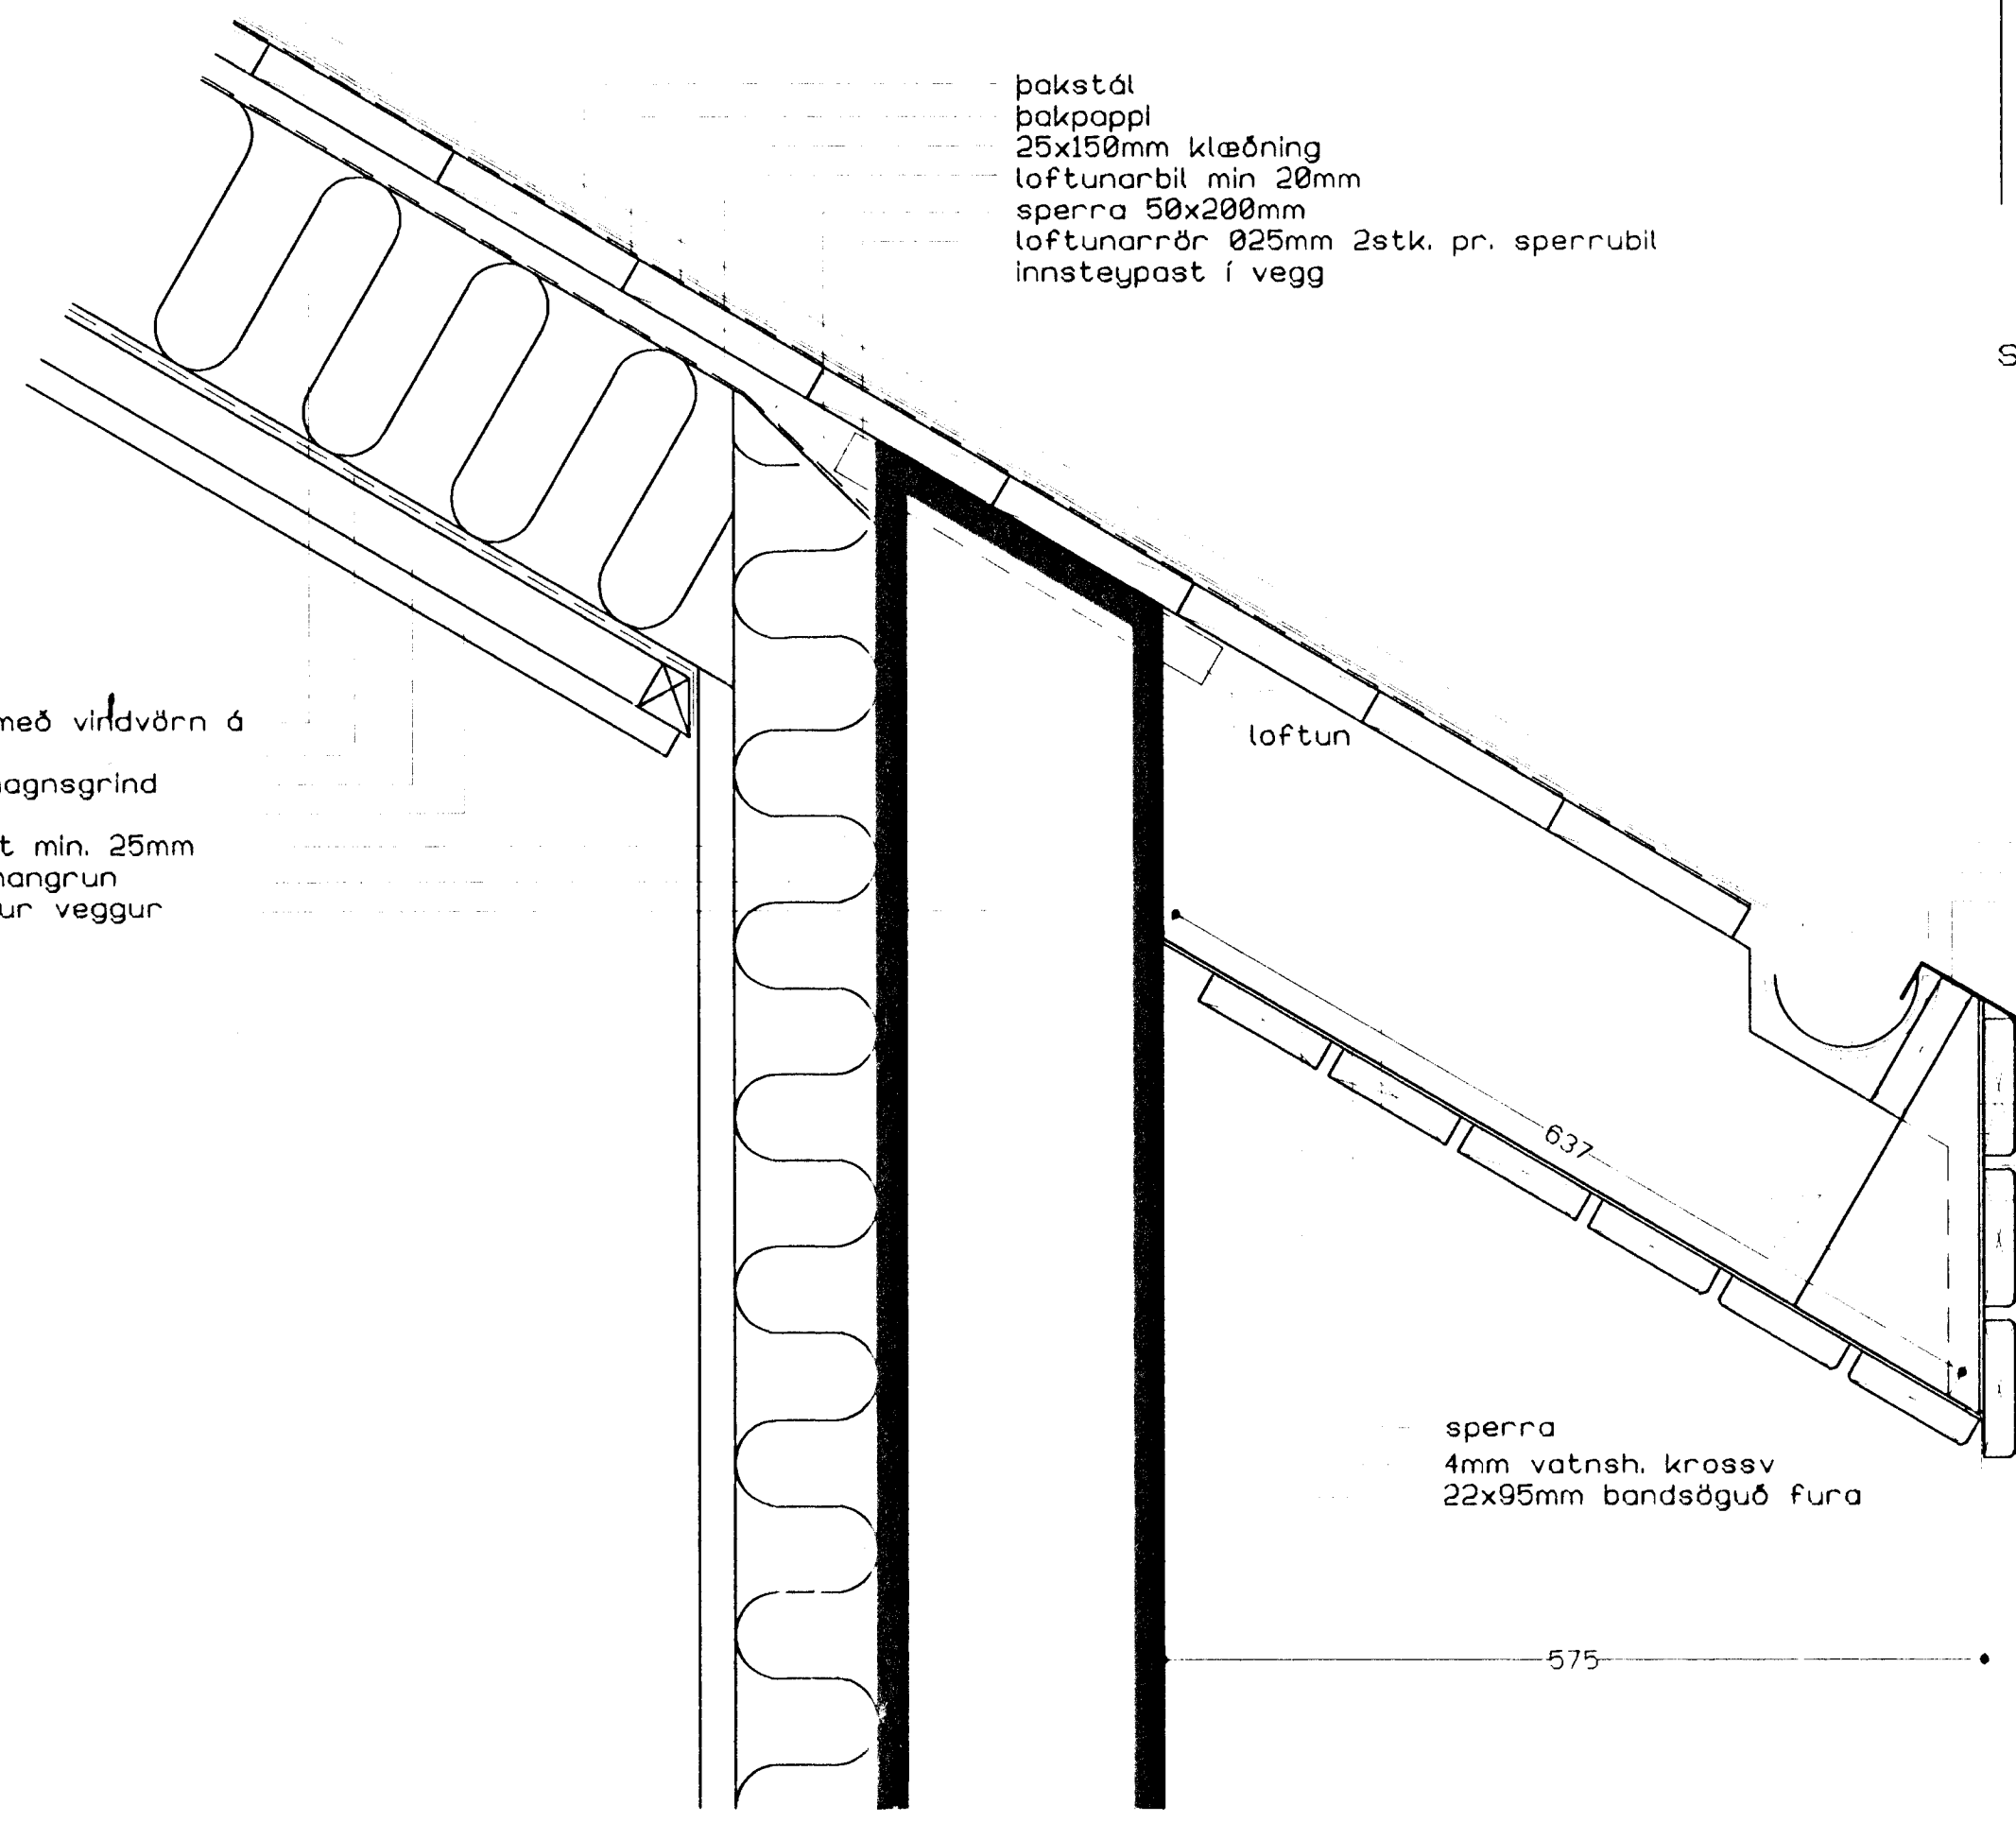 þakstál
þakpappi
25x150mm klæðning
loftunarbil min 20mm
sperra 50x200mm
loftunarrör Ø25mm 2stk. pr. sperrubil
innsteypast í vegg
með vindvörn á
agnsgrind
t min. 25mm
nangrun
ur veggur
loftun
637
sperra
4mm vatnsh. krossv
22x95mm bandsöguð fura
575